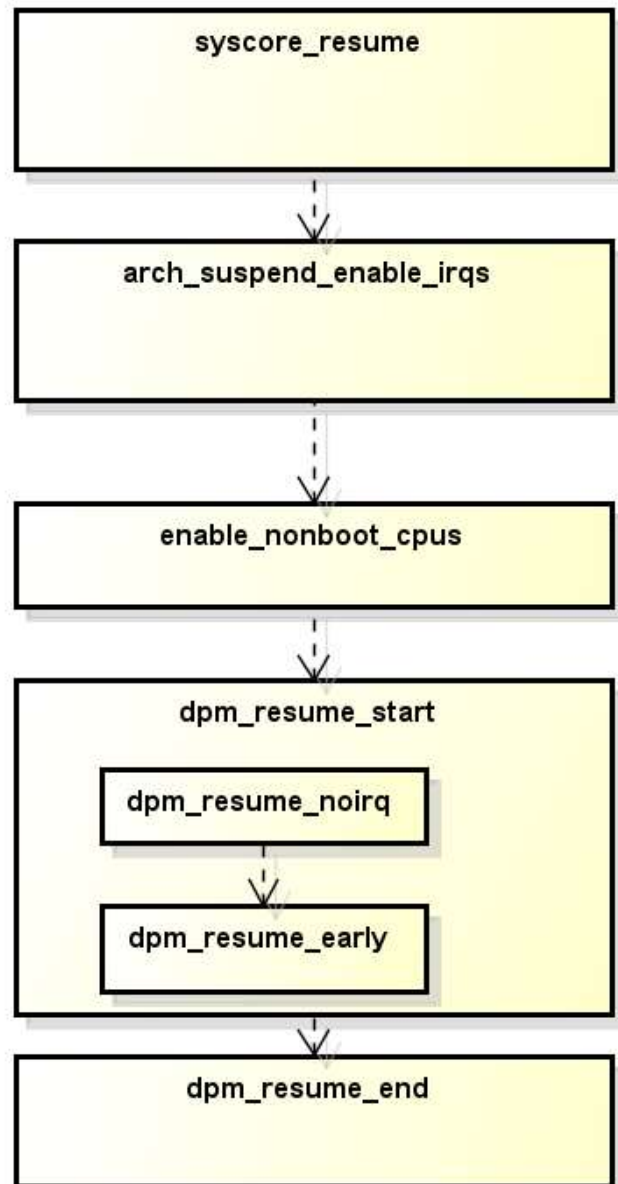 syscore_resume
arch_suspend_enable_irqs
enable_nonboot_cpus
dpm_resume_start
dpm_resume_noirq
dpm_resume_early
dpm_resume_end